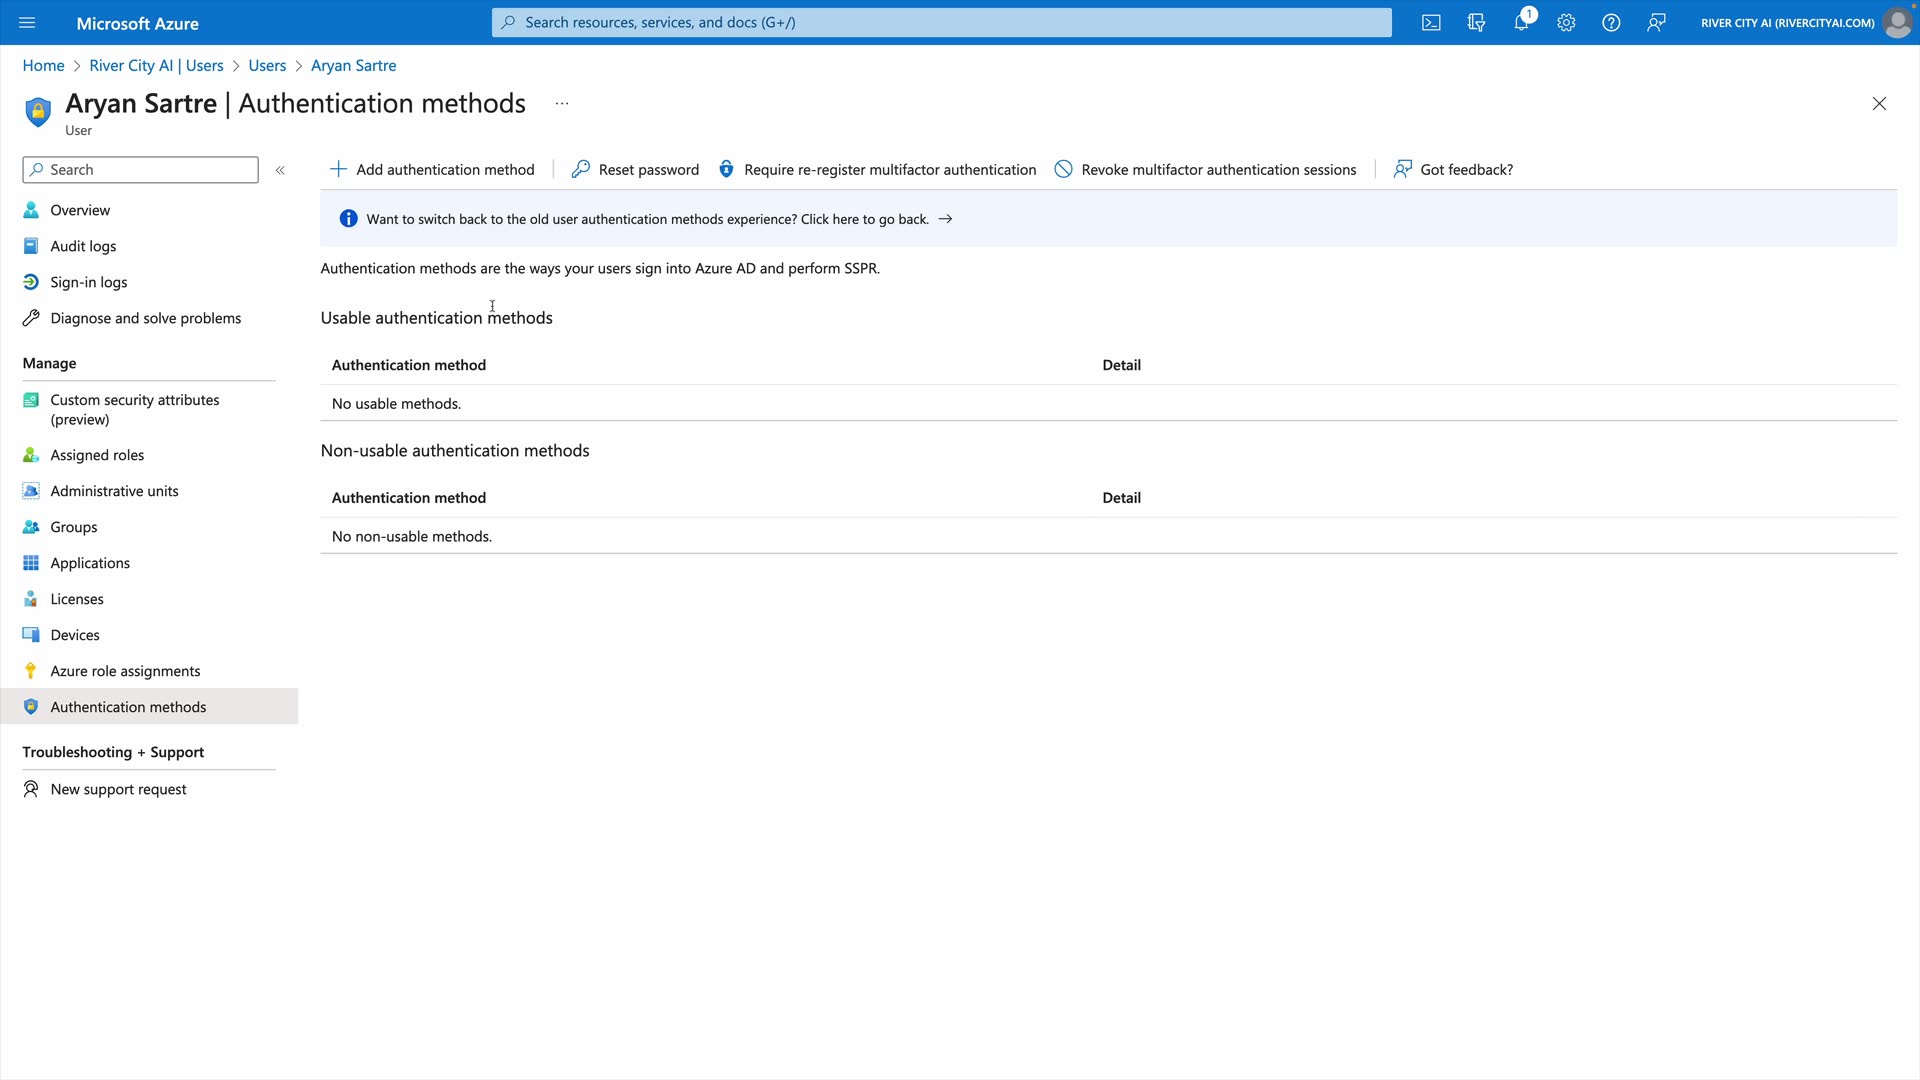 Microsoft Azure
Search resources, services, and docs (G+/)
1
RIVER CITY AI (RIVERCITYAI.COM)
Home > River City AI | Users > Users > Aryan Sartre
Aryan Sartre | Authentication methods ...
User
Search
«
Add authentication method
Reset password
Require re-register multifactor authentication
Revoke multifactor authentication sessions
Got feedback?
Overview
Audit logs
Sign-in logs
Diagnose and solve problems
Manage
Custom security attributes
(preview)
Assigned roles
Administrative units
Groups
Applications
Licenses
Devices
Azure role assignments
Authentication methods
Troubleshooting + Support
New support request
Want to switch back to the old user authentication methods experience? Click here to go back. →
Authentication methods are the ways your users sign into Azure AD and perform SSPR.
Usable authentication methods
Authentication method Detail
No usable methods.
Non-usable authentication methods
Authentication method Detail
No non-usable methods.